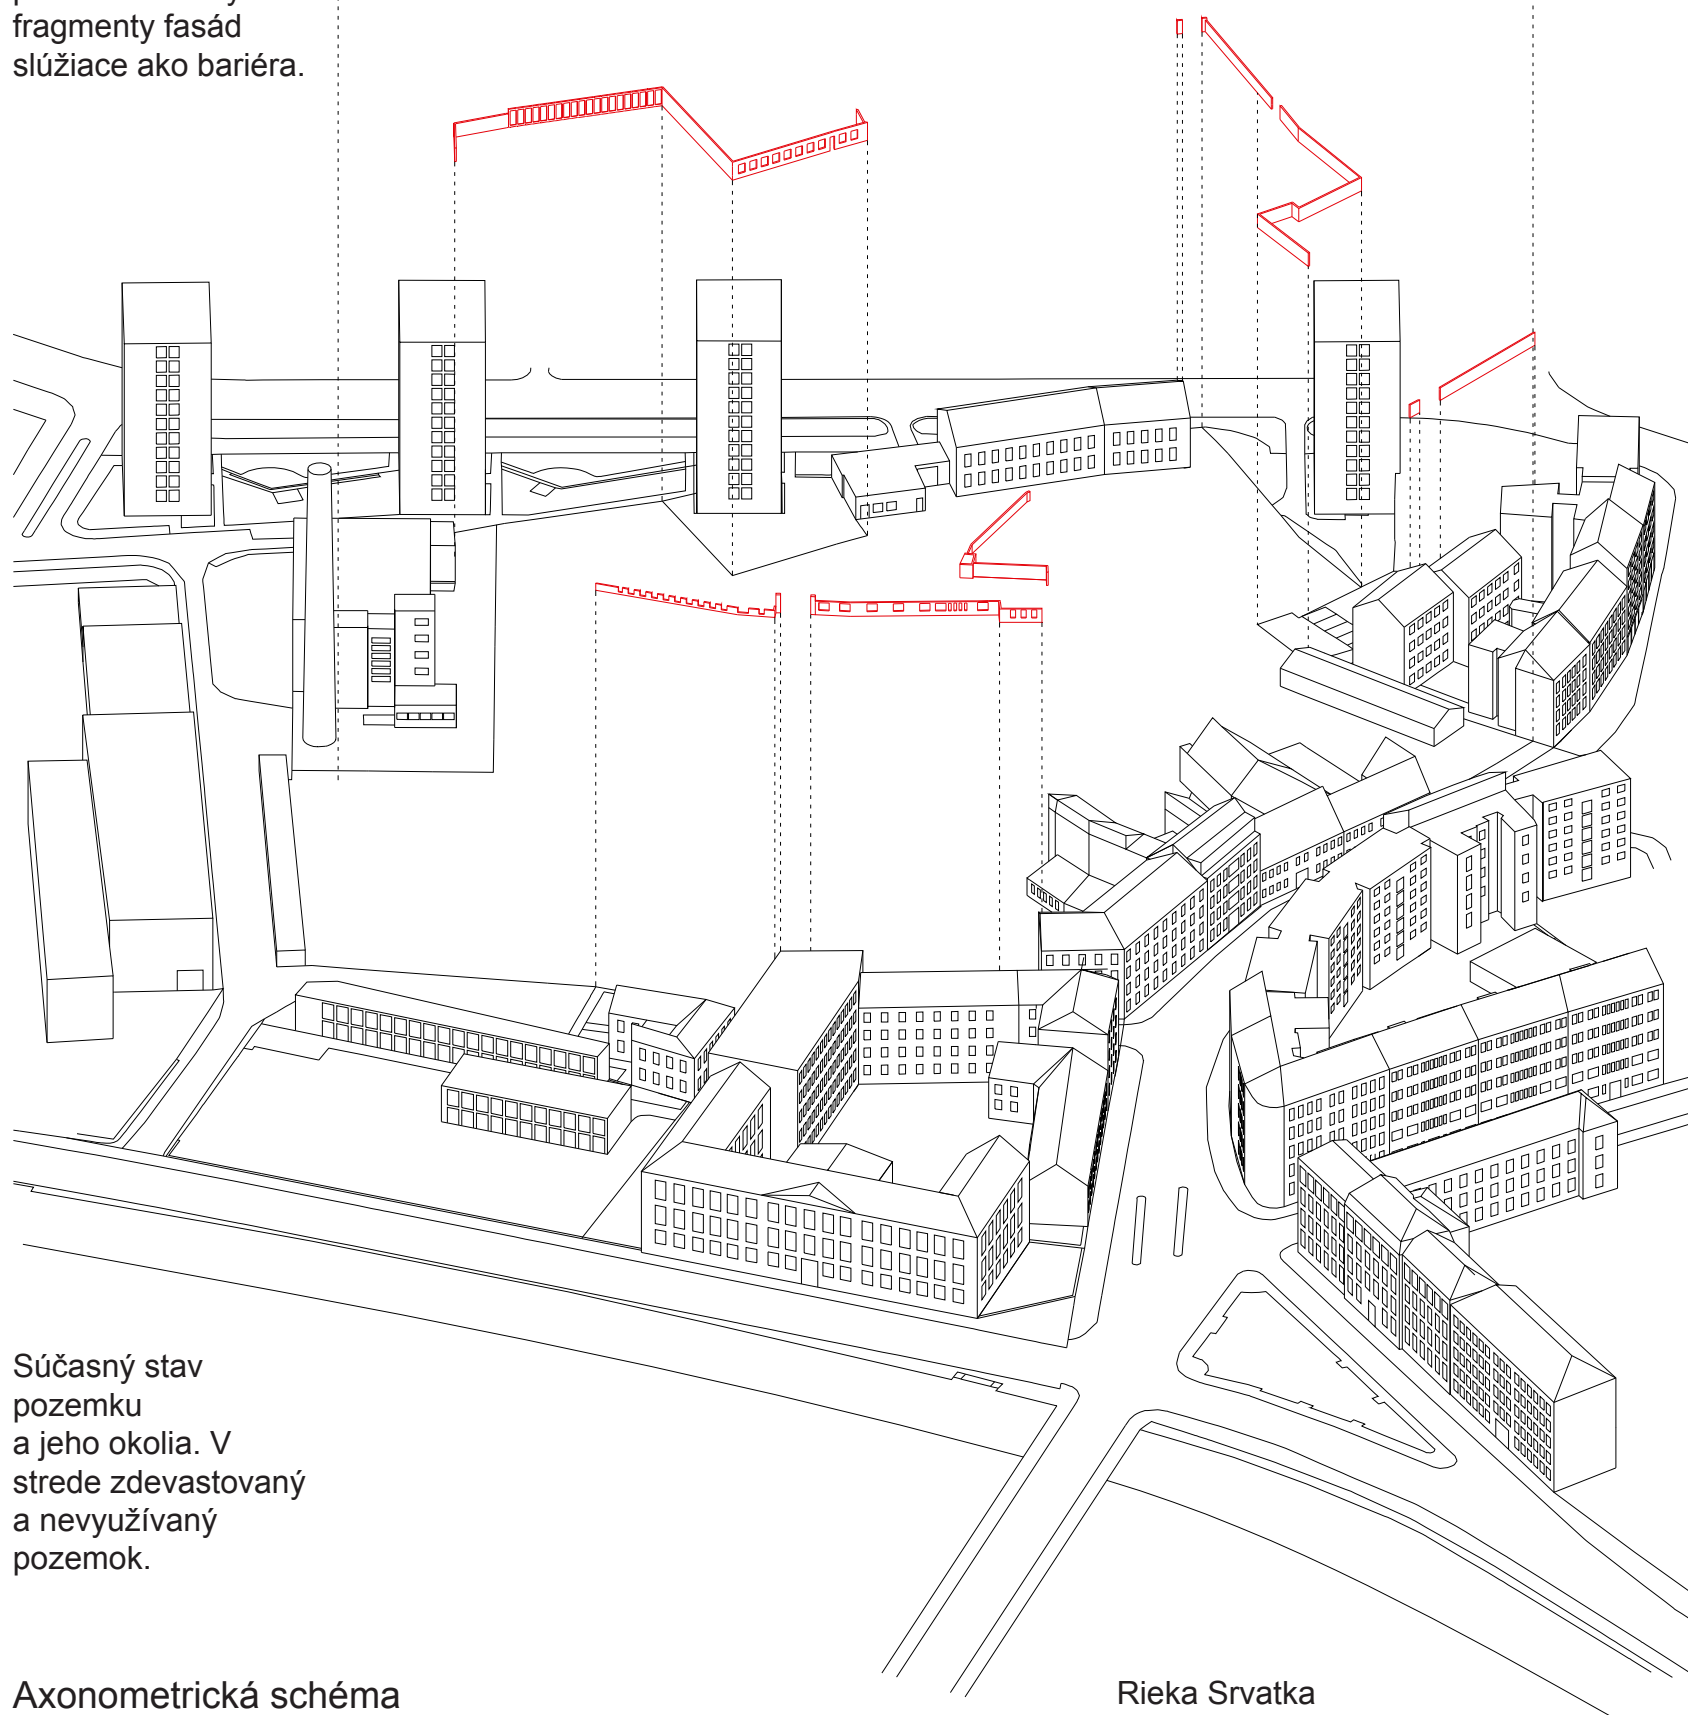 fragmenty fasád
slúžiace ako bariéra.
Súčasný stav
pozemku
a jeho okolia. V
strede zdevastovaný
a nevyužívaný
pozemok.
Axonometrická schéma
Rieka Srvatka